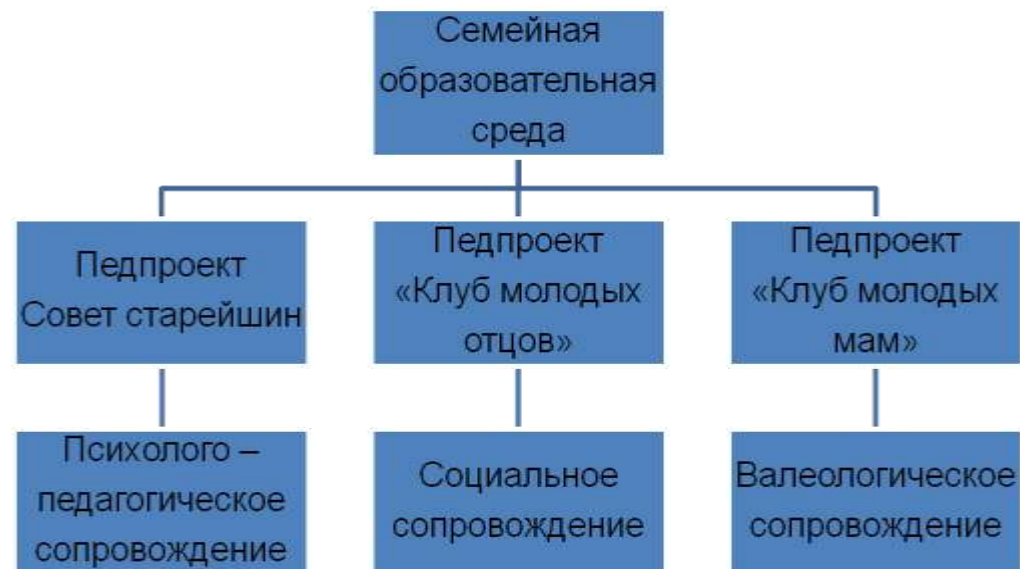 Семейная
образовательная
среда
Педпроект
Совет старейшин
Педпроект
«Клуб молодых
отцов»
Педпроект
«Клуб молодых
мам»
Психолого –
педагогическое
сопровождение
Социальное
сопровождение
Валеологическое
сопровождение